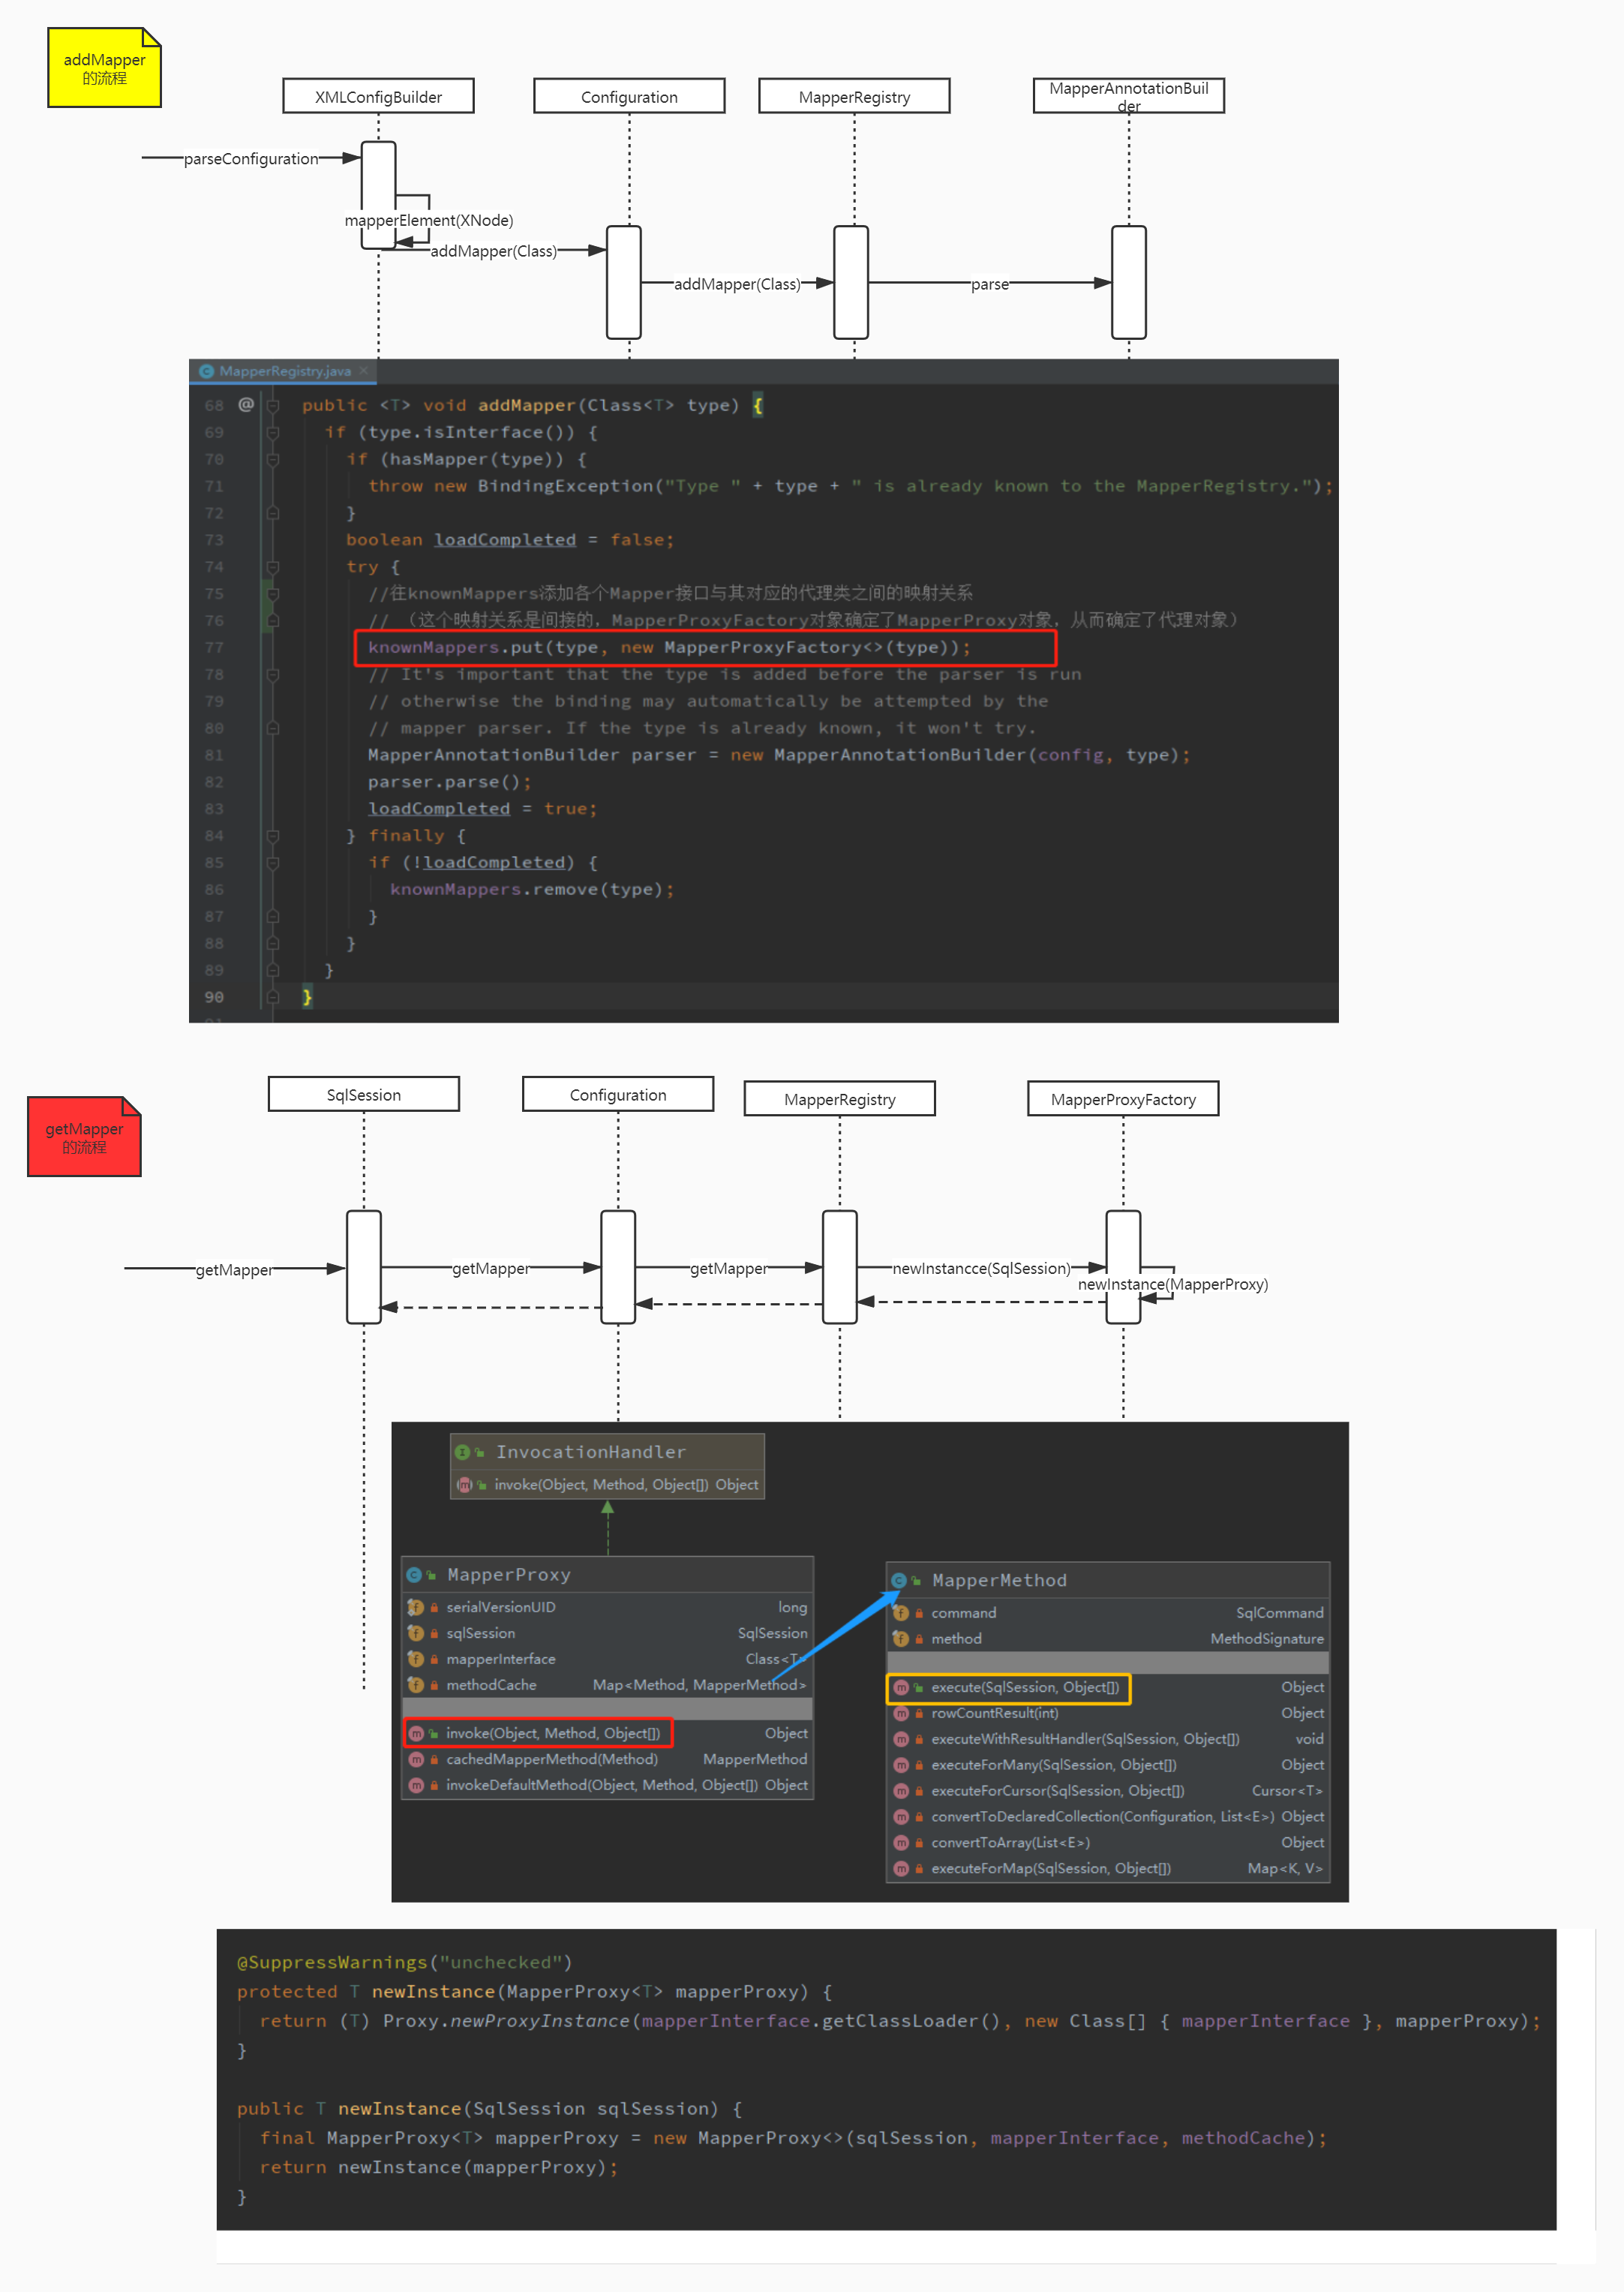 addMapper
的流程
XMLConfigBuilder
Configuration
MapperRegistry
MapperAnnotationBuil
der
parseConfiguration
mapperElement(XNode)
addMapper(Class)
addMapper(Class)
parse
MapperRegistry.java
68 @ public <T> void addMapper(Class<T> type) {
69 if (type.isInterface()) {
70 if (hasMapper(type)) {
71 throw new BindingException("Type " + type + " is already known to the MapperRegistry.");
72 }
73 boolean loadCompleted = false;
74 try {
75 //往knownMappers添加各个Mapper接口与其对应的代理类之间的映射关系
76 // （这个映射关系是间接的，MapperProxyFactory对象确定了MapperProxy对象，从而确定了代理对象）
77 knownMappers.put(type, new MapperProxyFactory<>(type));
78 // It's important that the type is added before the parser is run
79 // otherwise the binding may automatically be attempted by the
80 // mapper parser. If the type is already known, it won't try.
81 MapperAnnotationBuilder parser = new MapperAnnotationBuilder(config, type);
82 parser.parse();
83 loadCompleted = true;
84 } finally {
85 if (!loadCompleted) {
86 knownMappers.remove(type);
87 }
88 }
89 }
90 }
getMapper
的流程
SqlSession
Configuration
MapperRegistry
MapperProxyFactory
getMapper
getMapper
getMapper
newInstancce(SqlSession)
newInstance(MapperProxy)
InvocationHandler
invoke(Object, Method, Object[]) Object
MapperProxy
serialVersionUID long
sqlSession SqlSession
mapperInterface Class<T>
methodCache Map<Method, MapperMethod>
invoke(Object, Method, Object[]) Object
cachedMapperMethod(Method) MapperMethod
invokeDefaultMethod(Object, Method, Object[]) Object
MapperMethod
command SqlCommand
method MethodSignature
execute(SqlSession, Object[]) Object
rowCountResult(int) Object
executeWithResultHandler(SqlSession, Object[]) void
executeForMany(SqlSession, Object[]) Object
executeForCursor(SqlSession, Object[]) Cursor<T>
convertToDeclaredCollection(Configuration, List<E>) Object
convertToArray(List<E>) Object
executeForMap(SqlSession, Object[]) Map<K, V>
@SuppressWarnings("unchecked")
protected T newInstance(MapperProxy<T> mapperProxy) {
return (T) Proxy.newProxyInstance(mapperInterface.getClassLoader(), new Class[] { mapperInterface }, mapperProxy);
}
public T newInstance(SqlSession sqlSession) {
final MapperProxy<T> mapperProxy = new MapperProxy<>(sqlSession, mapperInterface, methodCache);
return newInstance(mapperProxy);
}